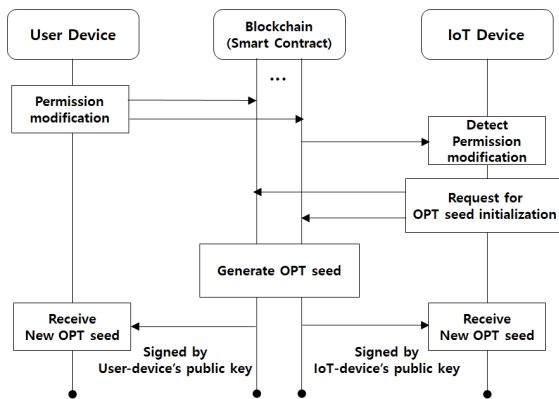 User Device
Blockchain
(Smart Contract)
IoT Device
...
Permission
modification
Detect
Permission
modification
Request for
OPT seed initialization
Generate OPT seed
Receive
New OPT seed
Signed by
User-device's public key
Signed by
IoT-device's public key
Receive
New OPT seed